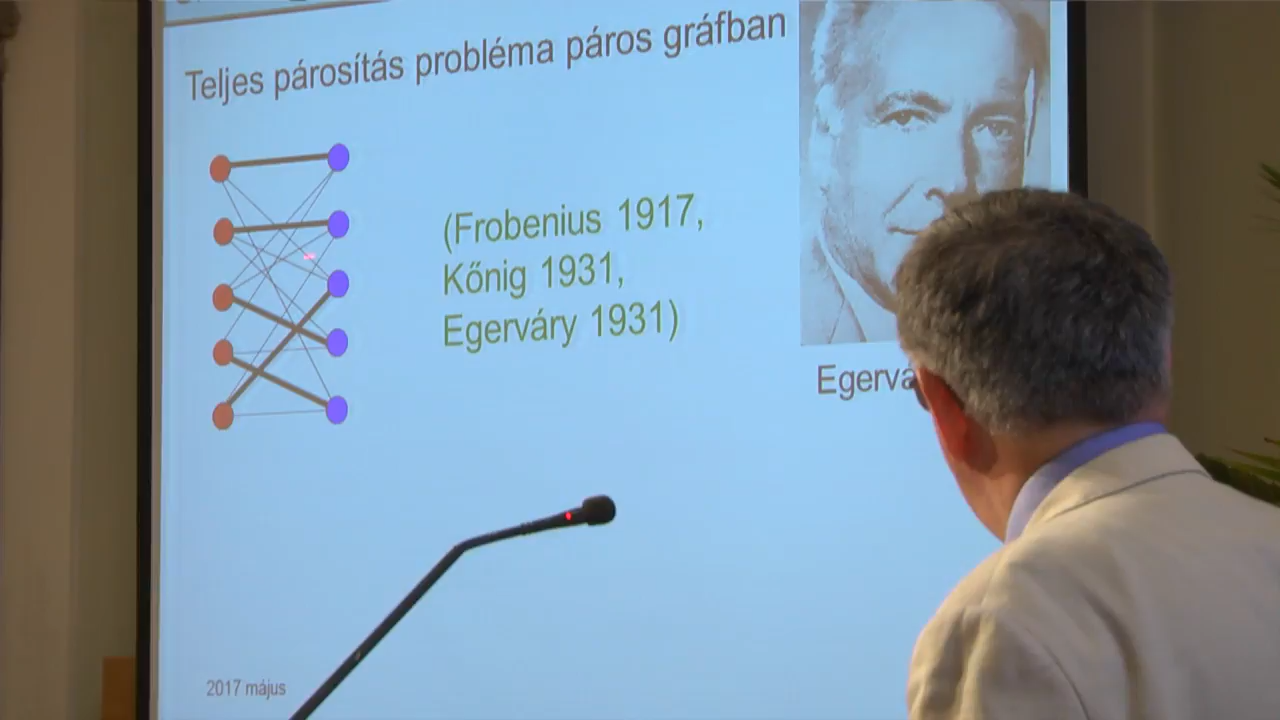 Teljes párosítás probléma páros gráfban
(Frobenius 1917,
Kőnig 1931,
Egerváry 1931)
2017 május